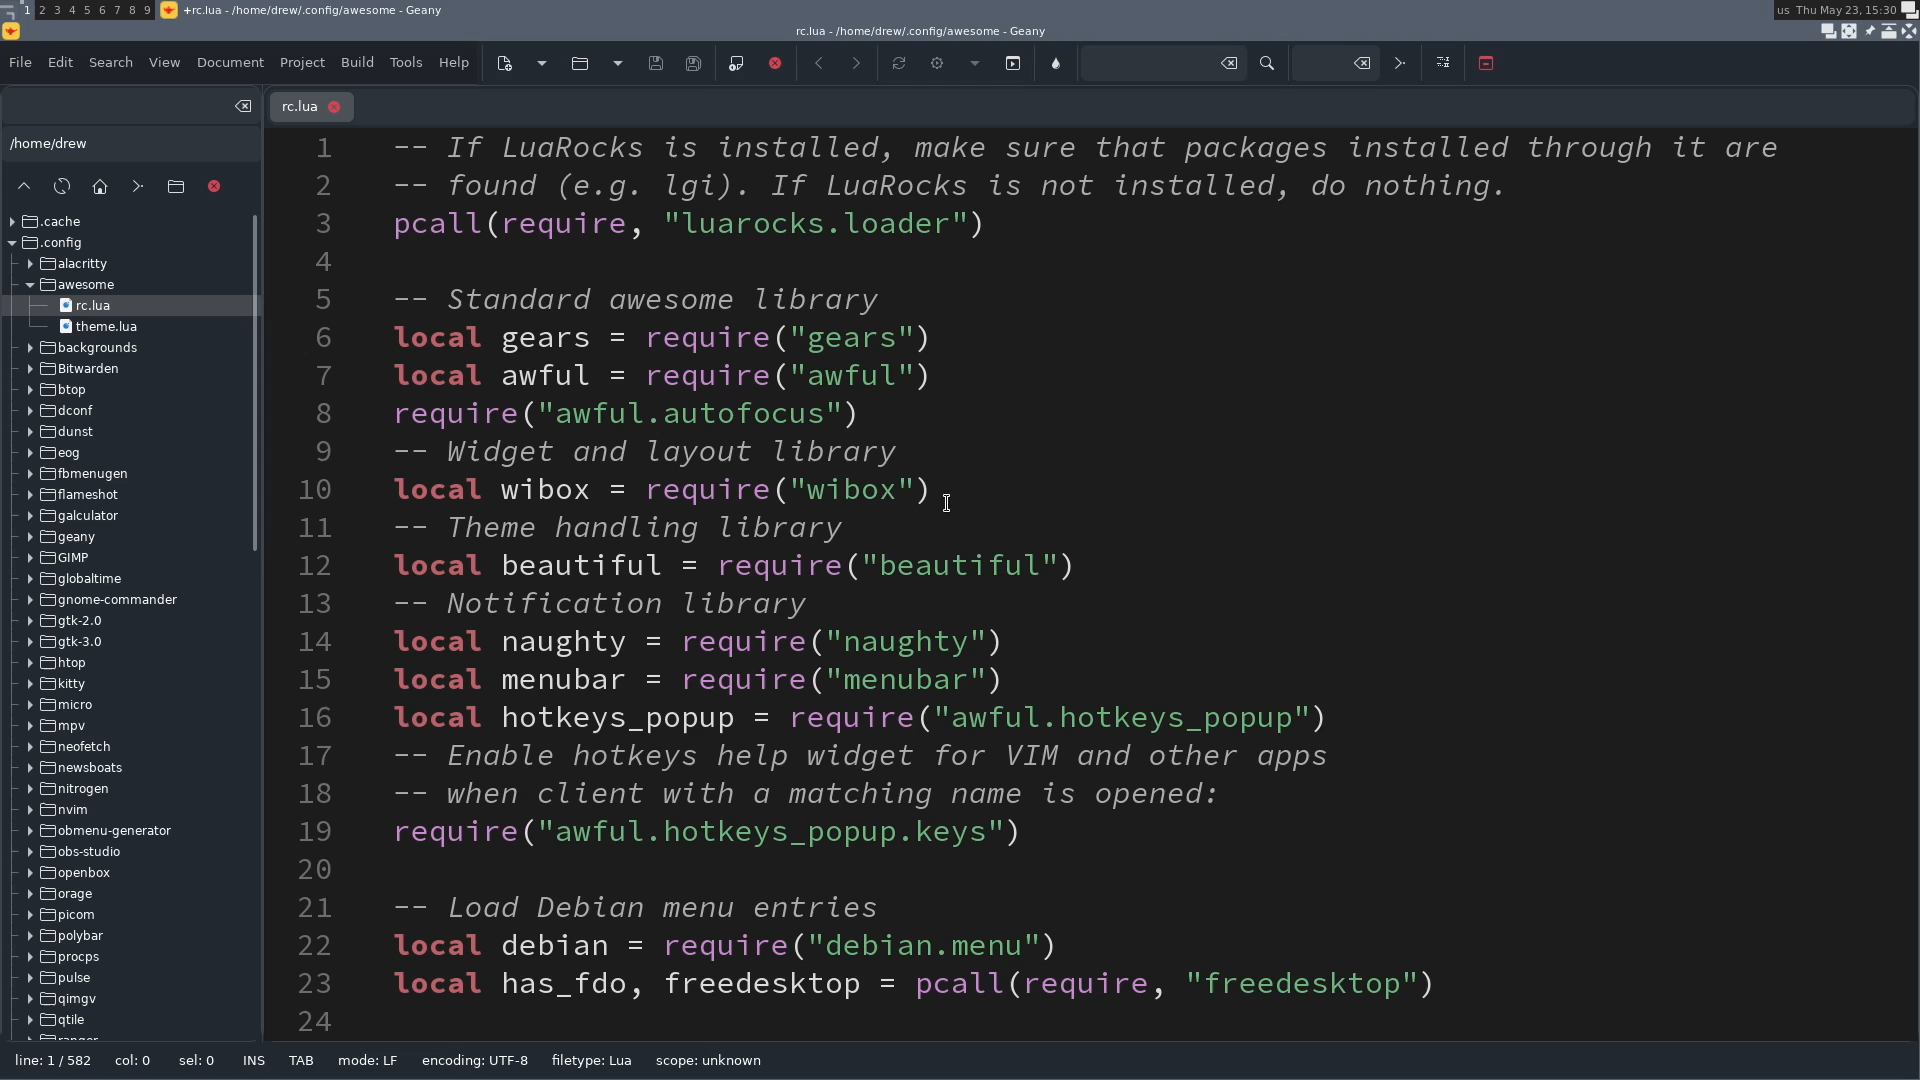 1 2 3 4 5 6 7 8 9 +rc.lua - /home/drew/.config/awesome - Geany us Thu May 23, 15:30
rc.lua - /home/drew/.config/awesome - Geany
File Edit Search View Document Project Build Tools Help
rc.lua
/home/drew
.cache
.config
alacritty
awesome
rc.lua
theme.lua
backgrounds
Bitwarden
btop
dconf
dunst
eog
fbmenugen
flameshot
galculator
geany
GIMP
globaltime
gnome-commander
gtk-2.0
gtk-3.0
htop
kitty
micro
mpv
neofetch
newsboats
nitrogen
nvim
obmenu-generator
obs-studio
openbox
orage
picom
polybar
procps
pulse
qimgv
qtile
1 -- If LuaRocks is installed, make sure that packages installed through it are
2 -- found (e.g. lgi). If LuaRocks is not installed, do nothing.
3 pcall(require, "luarocks.loader")
4
5 -- Standard awesome library
6 local gears = require("gears")
7 local awful = require("awful")
8 require("awful.autofocus")
9 -- Widget and layout library
10 local wibox = require("wibox")
11 -- Theme handling library
12 local beautiful = require("beautiful")
13 -- Notification library
14 local naughty = require("naughty")
15 local menubar = require("menubar")
16 local hotkeys_popup = require("awful.hotkeys_popup")
17 -- Enable hotkeys help widget for VIM and other apps
18 -- when client with a matching name is opened:
19 require("awful.hotkeys_popup.keys")
20
21 -- Load Debian menu entries
22 local debian = require("debian.menu")
23 local has_fdo, freedesktop = pcall(require, "freedesktop")
24
line: 1 / 582 col: 0 sel: 0 INS TAB mode: LF encoding: UTF-8 filetype: Lua scope: unknown